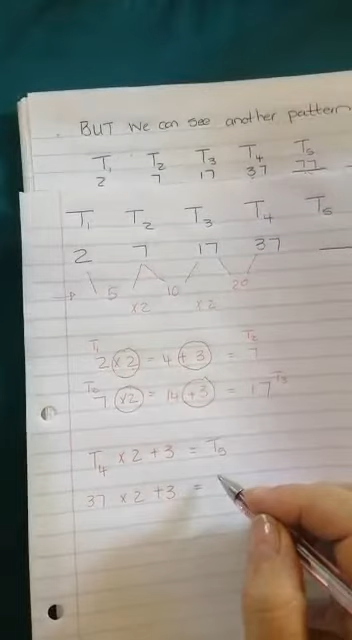 BUT We can see another pattern
T1 T2 T3 T4 T5
2 7 17 37 77
T1 T2 T3 T4 T5
2 7 17 37
5 10 20
x2 x2
T1 T2
2 x2 = 4 +3 = 7
T2 T3
7 x2 = 14 +3 = 17
T4 x 2 + 3 = T5
37 x 2 + 3 =